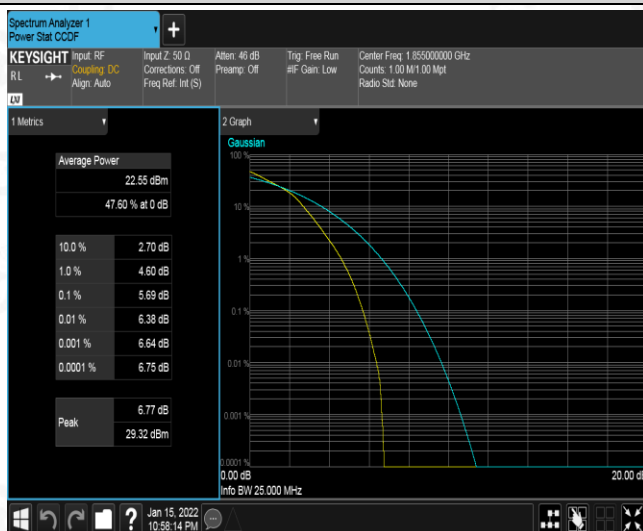 Spectrum Analyzer 1
Power Stat CCDF
+
KEYSIGHT
RL
LXI
Input: RF
Coupling: DC
Align: Auto
Input Z: 50 Ω
Corrections: Off
Freq Ref: Int (S)
Atten: 46 dB
Preamp: Off
Trig: Free Run
#IF Gain: Low
Center Freq: 1.855000000 GHz
Counts: 1.00 M/1.00 Mpt
Radio Std: None
1 Metrics
Average Power
22.55 dBm
47.60 % at 0 dB
10.0 % 2.70 dB
1.0 % 4.60 dB
0.1 % 5.69 dB
0.01 % 6.38 dB
0.001 % 6.64 dB
0.0001 % 6.75 dB
Peak
6.77 dB
29.32 dBm
2 Graph
Gaussian
100 %
10 %
1 %
0.1 %
0.01 %
0.001 %
0.0001 %
0.00 dB
20.00 dB
Info BW 25.000 MHz
?
Jan 15, 2022
10:58:14 PM